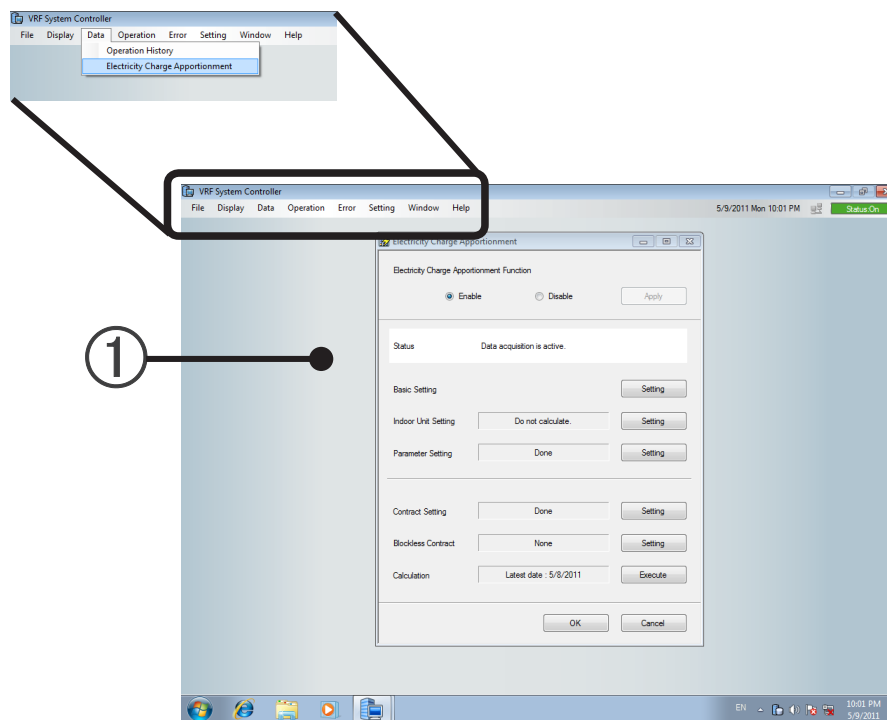 VRF System Controller
File Display Data Operation Error Setting Window Help
Operation History
Electricity Charge Apportionment
VRF System Controller
File Display Data Operation Error Setting Window Help 5/9/2011 Mon 10:01 PM Status:On
Electricity Charge Apportionment
Electricity Charge Apportionment Function
Enable Disable Apply
①
Status Data acquisition is active.
Basic Setting Setting
Indoor Unit Setting Do not calculate. Setting
Parameter Setting Done Setting
Contract Setting Done Setting
Blockless Contract None Setting
Calculation Latest date : 5/8/2011 Execute
OK Cancel
EN 10:01 PM
5/9/2011